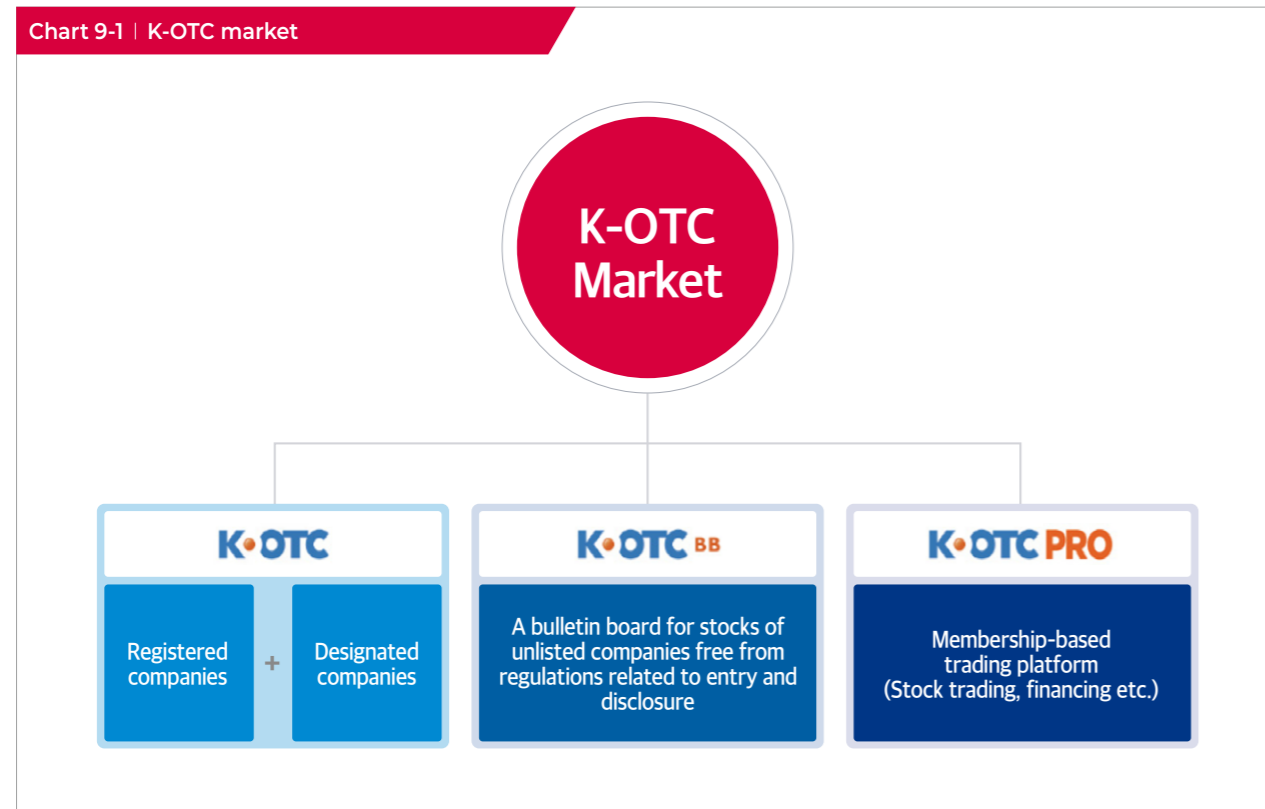 Chart 9-1 | K-OTC market
K-OTC
Market
K•OTC
Registered
companies
+
Designated
companies
K•OTC BB
A bulletin board for stocks of
unlisted companies free from
regulations related to entry and
disclosure
K•OTC PRO
Membership-based
trading platform
(Stock trading, financing etc.)